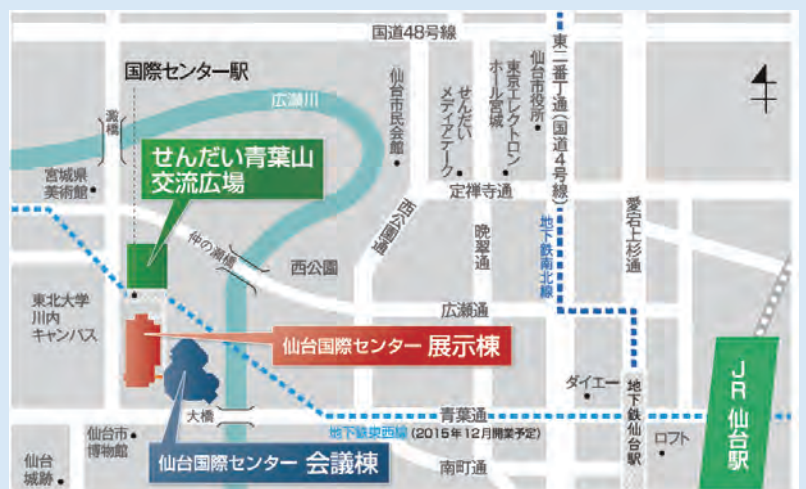 国道48号線
国際センター駅
広瀬川
澱橋
せんだい青葉山
交流広場
宮城県
美術館
仙台市民会館
せんだい
メディアテーク
東京エレクトロン
ホール宮城
仙台市役所
東二番丁通(国道4号線)
定禅寺通
西公園通
晩翠通
地下鉄南北線
愛宕上杉通
仲の瀬橋
西公園
東北大学
川内
キャンパス
広瀬通
仙台国際センター 展示棟
ダイエー
地下鉄仙台駅
JR仙台駅
大橋
青葉通
地下鉄東西線 (2015年12月開業予定)
仙台市
博物館
仙台国際センター 会議棟
ロフト
仙台
城跡
南町通